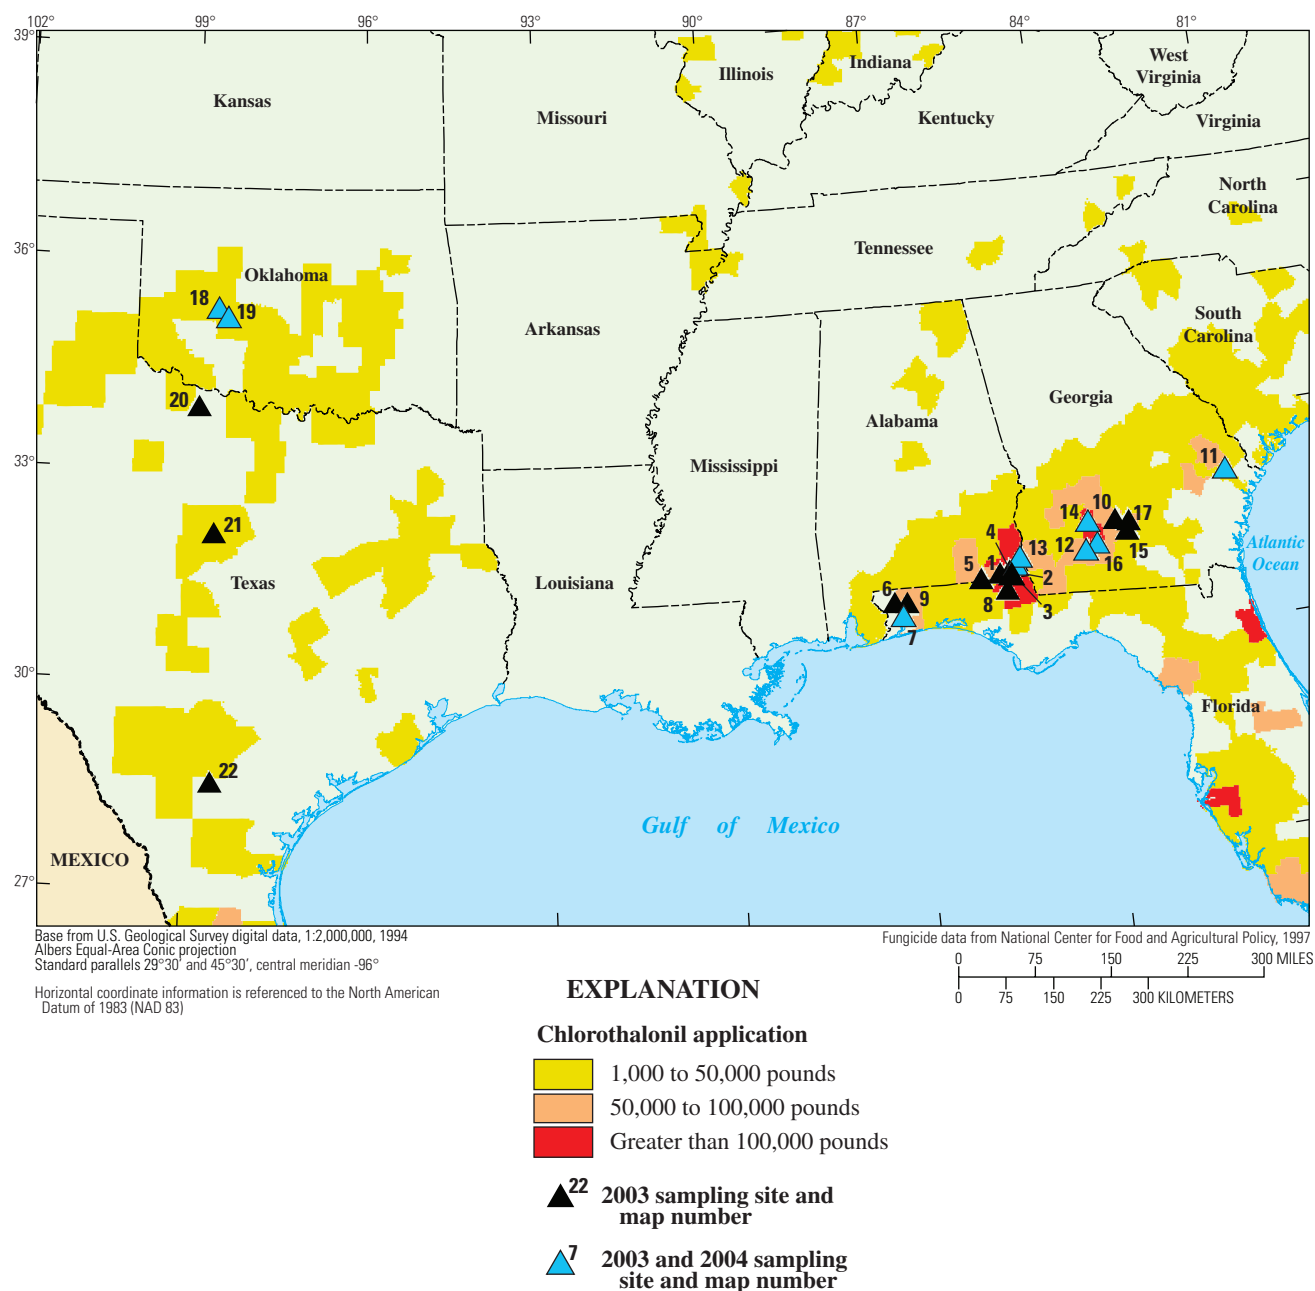 102°
99°
96°
93°
90°
87°
84°
81°
39°
36°
33°
30°
27°
Kansas
Missouri
Illinois
Indiana
Kentucky
West
Virginia
Virginia
North
Carolina
Tennessee
Oklahoma
Arkansas
South
Carolina
Georgia
Alabama
Mississippi
Texas
Louisiana
Florida
MEXICO
Atlantic
Ocean
Gulf of Mexico
18
19
20
21
22
11
10
17
14
12
16
15
4
13
5
1
2
8
3
6
9
7
Base from U.S. Geological Survey digital data, 1:2,000,000, 1994
Albers Equal-Area Conic projection
Standard parallels 29°30′ and 45°30′, central meridian -96°
Horizontal coordinate information is referenced to the North American
Datum of 1983 (NAD 83)
Fungicide data from National Center for Food and Agricultural Policy, 1997
0 75 150 225 300 MILES
0 75 150 225 300 KILOMETERS
EXPLANATION
Chlorothalonil application
1,000 to 50,000 pounds
50,000 to 100,000 pounds
Greater than 100,000 pounds
22 2003 sampling site and
map number
7 2003 and 2004 sampling
site and map number